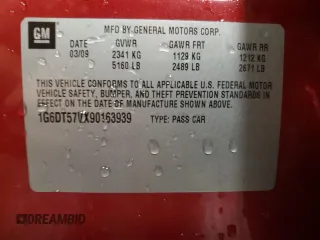 GM
MFD BY GENERAL MOTORS CORP.
DATE GVWR GAWR FRT GAWR RR
03/09 2341 KG 1129 KG 1212 KG
5160 LB 2489 LB 2671 LB
THIS VEHICLE CONFORMS TO ALL APPLICABLE U.S. FEDERAL MOTOR
VEHICLE SAFETY, BUMPER, AND THEFT PREVENTION STANDARDS IN
EFFECT ON THE DATE OF MANUFACTURE SHOWN ABOVE.
1G6DT57VX90163939 TYPE: PASS CAR
DREAMBID